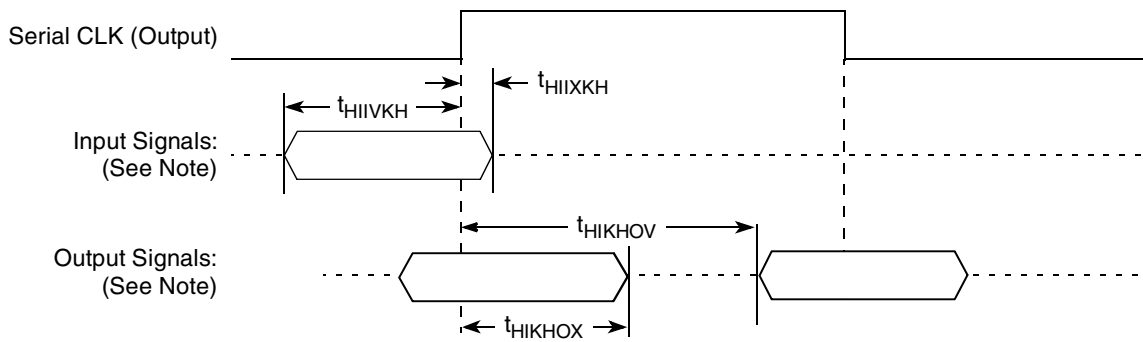 Serial CLK (Output)
tHIIXKH
tHIIVKH
Input Signals:
(See Note)
tHIKHOV
Output Signals:
(See Note)
tHIKHOX